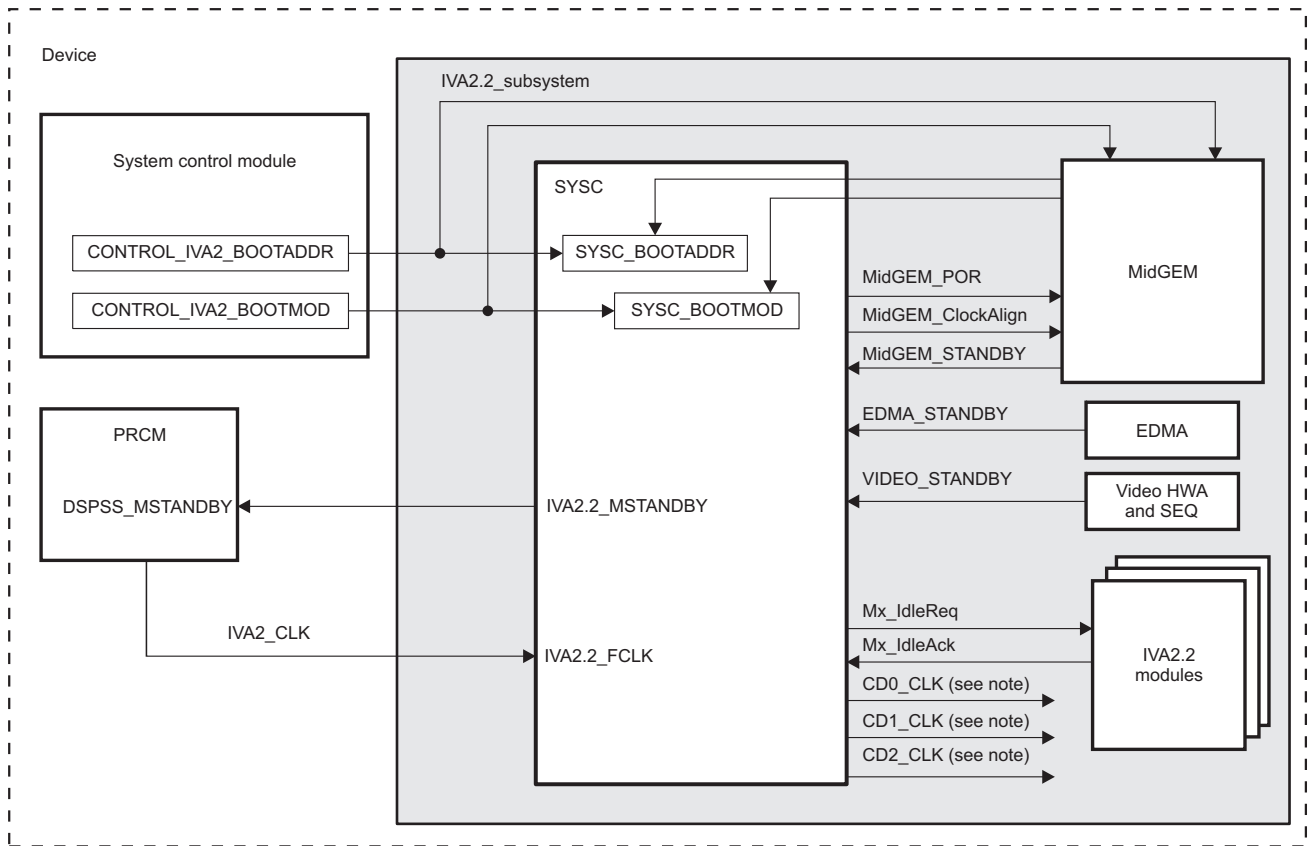 Device
IVA2.2_subsystem
System control module
CONTROL_IVA2_BOOTADDR
CONTROL_IVA2_BOOTMOD
SYSC
SYSC_BOOTADDR
SYSC_BOOTMOD
MidGEM
MidGEM_POR
MidGEM_ClockAlign
MidGEM_STANDBY
EDMA_STANDBY
EDMA
VIDEO_STANDBY
Video HWA
and SEQ
PRCM
DSPSS_MSTANDBY
IVA2.2_MSTANDBY
IVA2_CLK
IVA2.2_FCLK
Mx_IdleReq
Mx_IdleAck
IVA2.2
modules
CD0_CLK (see note)
CD1_CLK (see note)
CD2_CLK (see note)